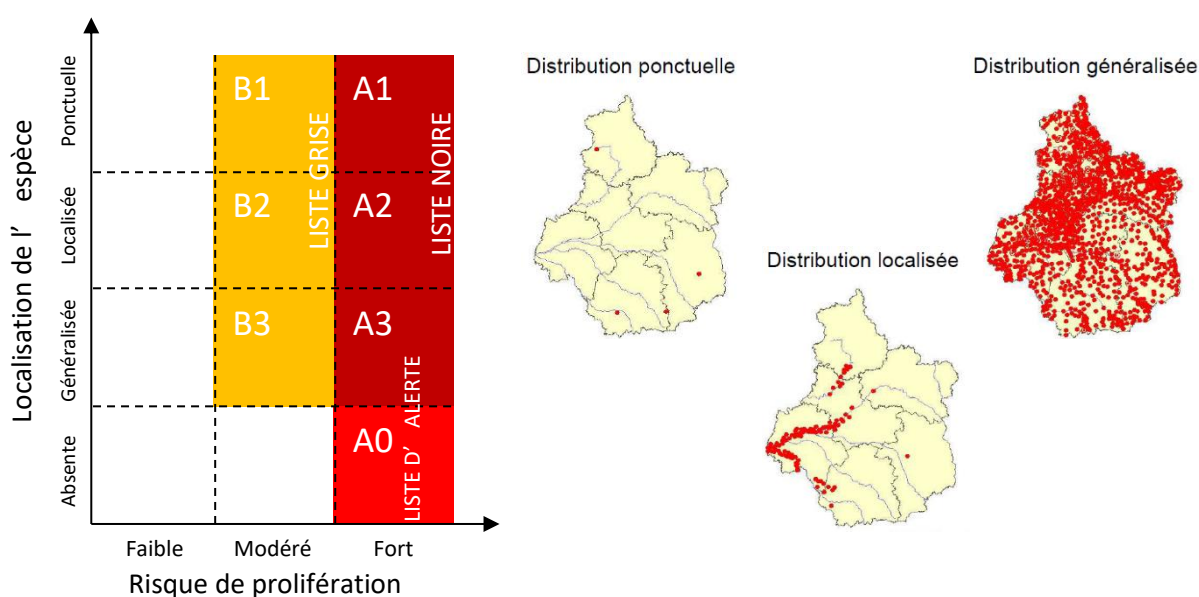 Localisation de l' espèce
Ponctuelle
Localisée
Généralisée
Absente
B1
A1
B2
A2
B3
A3
A0
LISTE GRISE
LISTE NOIRE
LISTE D' ALERTE
Faible
Modéré
Fort
Risque de prolifération
Distribution ponctuelle
Distribution localisée
Distribution généralisée